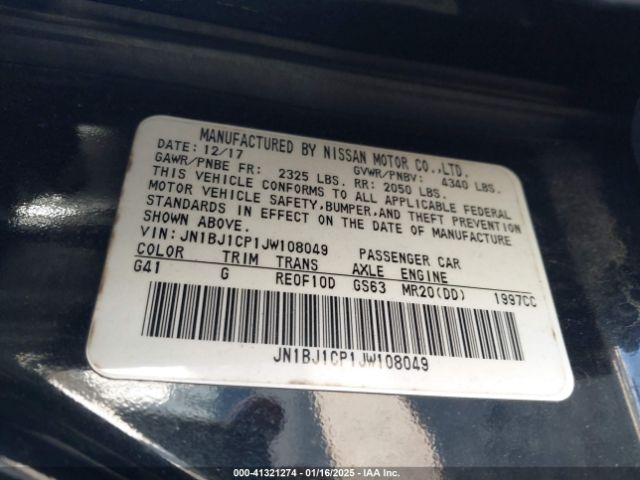 MANUFACTURED BY NISSAN MOTOR CO.,LTD.
DATE: 12/17 GVWR/PNBV: 4340 LBS.
GAWR/PNBE FR: 2325 LBS. RR: 2050 LBS.
THIS VEHICLE CONFORMS TO ALL APPLICABLE FEDERAL
MOTOR VEHICLE SAFETY,BUMPER,AND THEFT PREVENTION
STANDARDS IN EFFECT ON THE DATE OF MANUFACTURE
SHOWN ABOVE.
VIN: JN1BJ1CP1JW108049 PASSENGER CAR
COLOR TRIM TRANS AXLE ENGINE
G41 G RE0F10D GS63 MR20(DD) 1997CC
JN1BJ1CP1JW108049
000-41321274 - 01/16/2025 - IAA Inc.